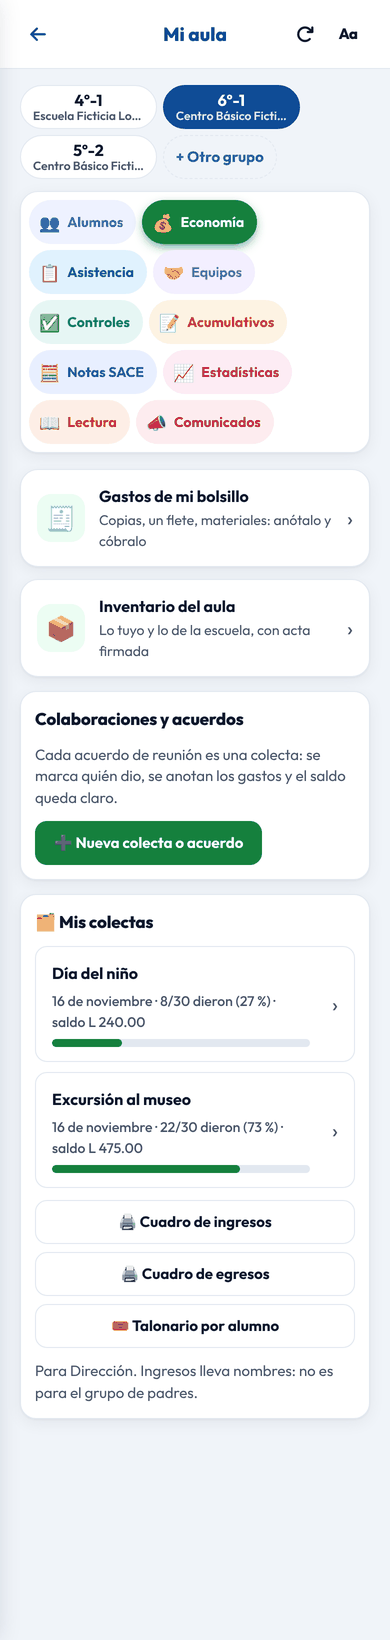 Mi aula
Aa
4°-1
Escuela Ficticia Lo...
6°-1
Centro Básico Ficti...
5°-2
Centro Básico Ficti...
+ Otro grupo
Alumnos
Economía
Asistencia
Equipos
Controles
Acumulativos
Notas SACE
Estadísticas
Lectura
Comunicados
Gastos de mi bolsillo
Copias, un flete, materiales: anótalo y
cóbralo
Inventario del aula
Lo tuyo y lo de la escuela, con acta
firmada
Colaboraciones y acuerdos
Cada acuerdo de reunión es una colecta: se
marca quién dio, se anotan los gastos y el saldo
queda claro.
Nueva colecta o acuerdo
Mis colectas
Día del niño
16 de noviembre · 8/30 dieron (27 %) ·
saldo L 240.00
Excursión al museo
16 de noviembre · 22/30 dieron (73 %) ·
saldo L 475.00
Cuadro de ingresos
Cuadro de egresos
Talonario por alumno
Para Dirección. Ingresos lleva nombres: no es
para el grupo de padres.